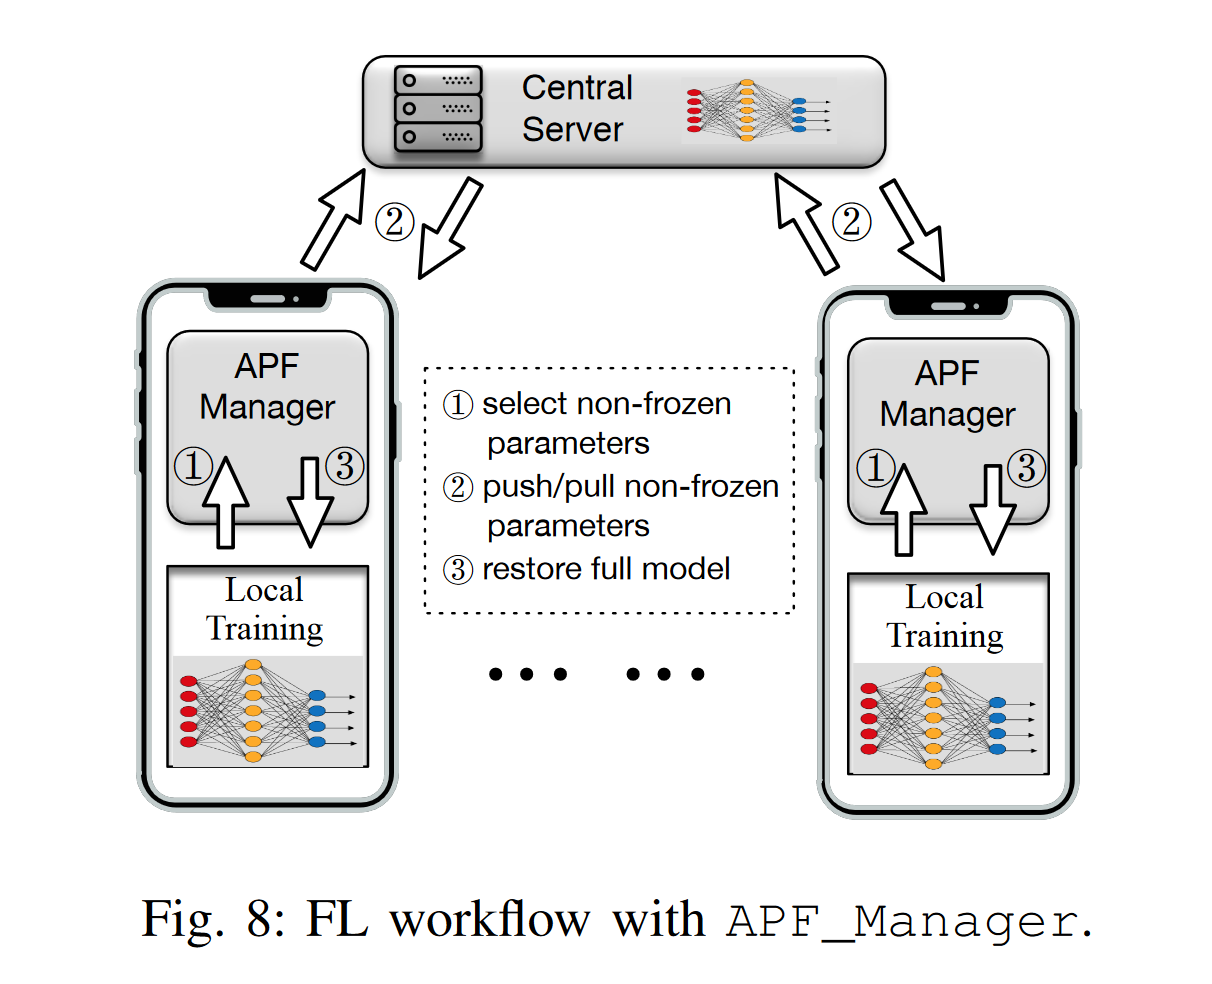 Central
Server
②
②
APF
Manager
①
③
Local
Training
① select non-frozen
parameters
② push/pull non-frozen
parameters
③ restore full model
APF
Manager
①
③
Local
Training
Fig. 8: FL workflow with APF_Manager.